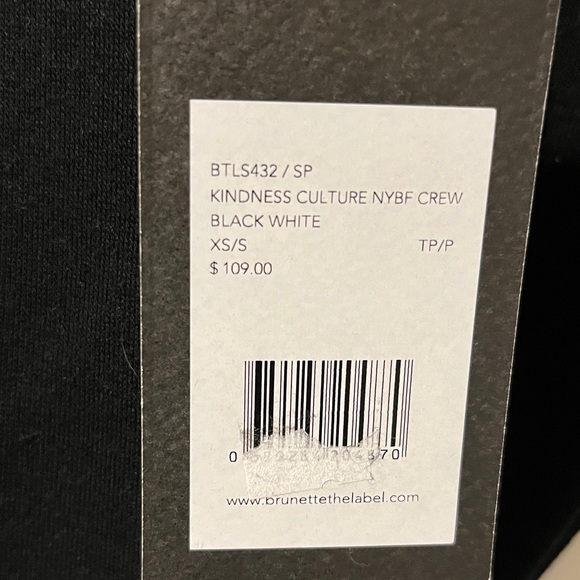 BTLS432 / SP
KINDNESS CULTURE NYBF CREW
BLACK WHITE
XS/S TP/P
$ 109.00
www.brunettethelabel.com